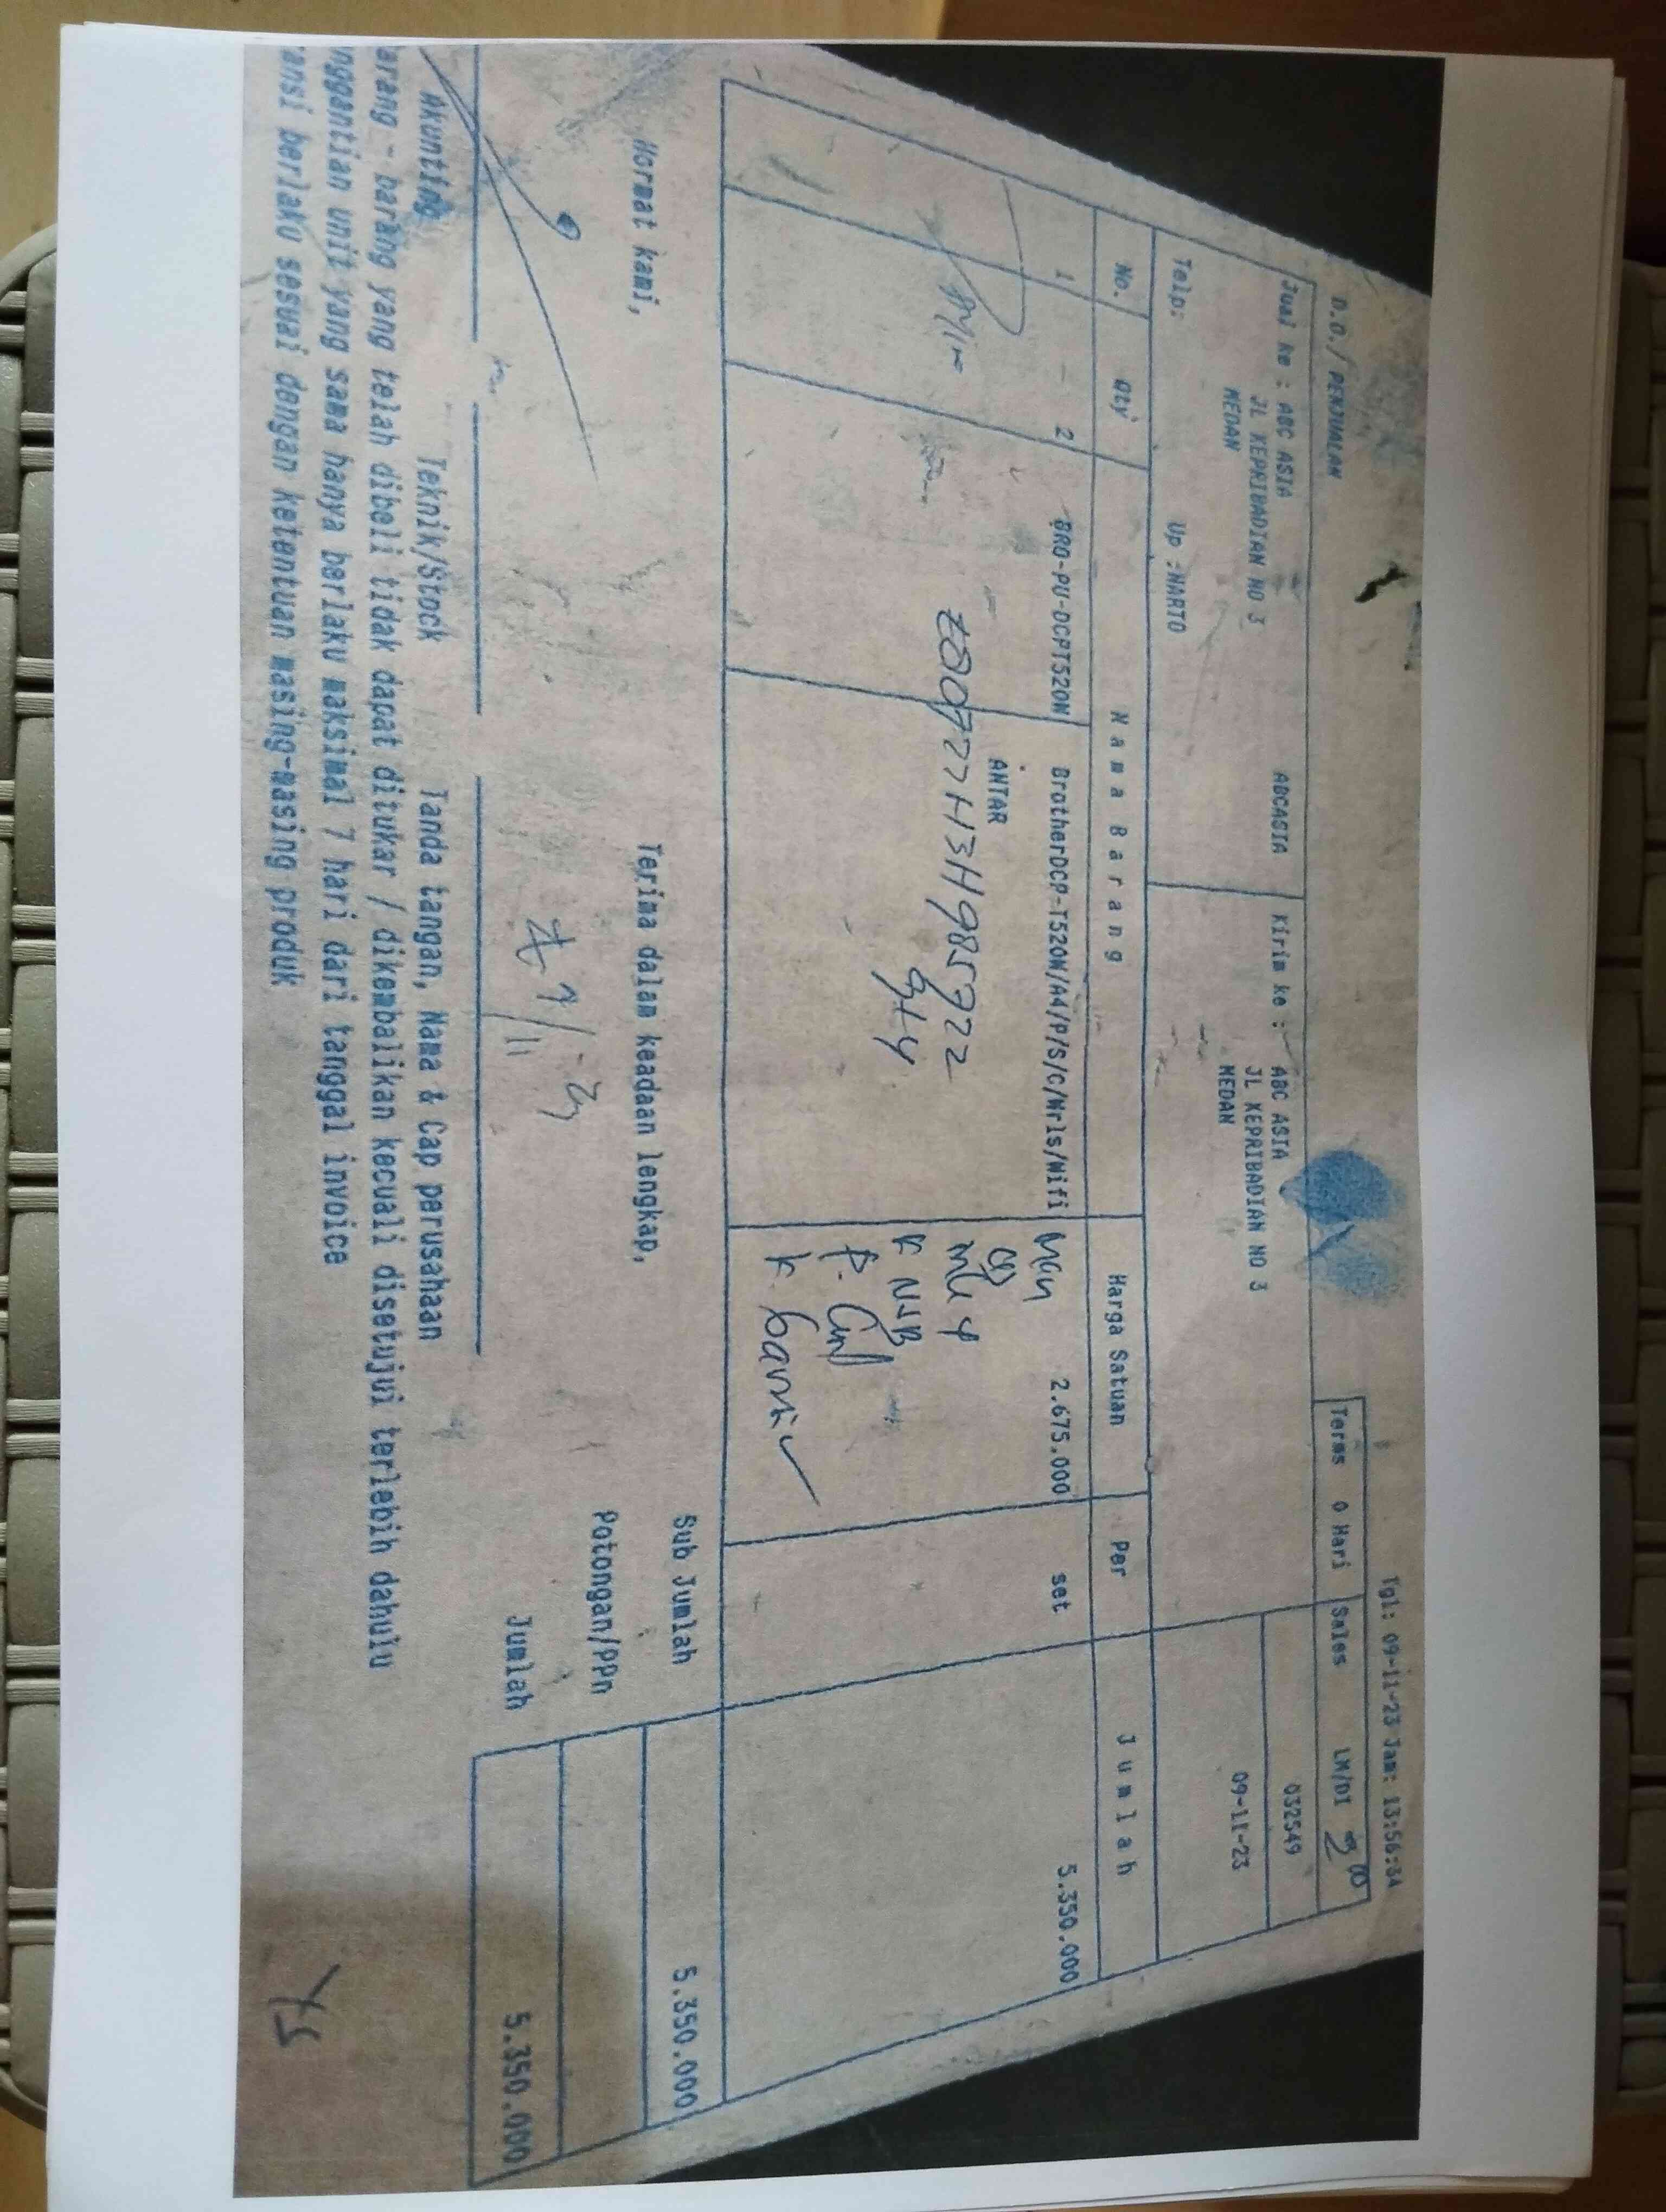 Tgl: 09-11-23 Jam: 13:56:34
D.O./ PENJUALAN
Terms 0 Hari Sales LM/DI
Jual ke : ABC ASIA ABCASIA
JL KEPRIBADIAN NO 3
MEDAN
Kirim ke : ABC ASIA
JL KEPRIBADIAN NO 3
MEDAN
032549
09-11-23
Telp: Up :HARTO
No. Qty Nama Barang Harga Satuan Per Jumlah
1 2 BRO-PU-DCPT520W BrotherDCP-T520W/A4/P/S/C/Wrls/Wifi 2.675.000 set 5.350.000
ANTAR
Sub Jumlah 5.350.000
Hormat kami, Terima dalam keadaan lengkap,
Potongan/PPn
Jumlah 5.350.000
Akunting Teknik/Stock Tanda tangan, Nama & Cap perusahaan
arang - barang yang telah dibeli tidak dapat ditukar / dikembalikan kecuali disetujui terlebih dahulu
nggantian unit yang sama hanya berlaku maksimal 7 hari dari tanggal invoice
ansi berlaku sesuai dengan ketentuan masing-masing produk